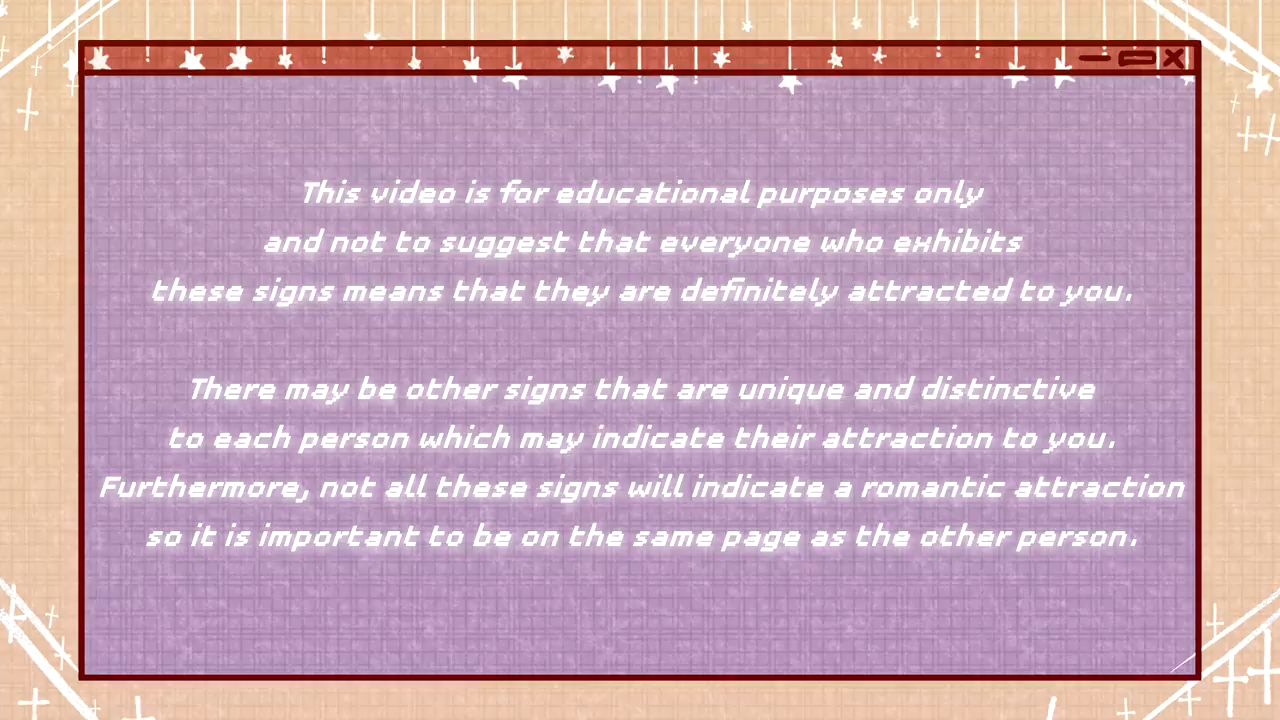 This video is for educational purposes only
and not to suggest that everyone who exhibits
these signs means that they are definitely attracted to you.
There may be other signs that are unique and distinctive
to each person which may indicate their attraction to you.
Furthermore, not all these signs will indicate a romantic attraction
so it is important to be on the same page as the other person.